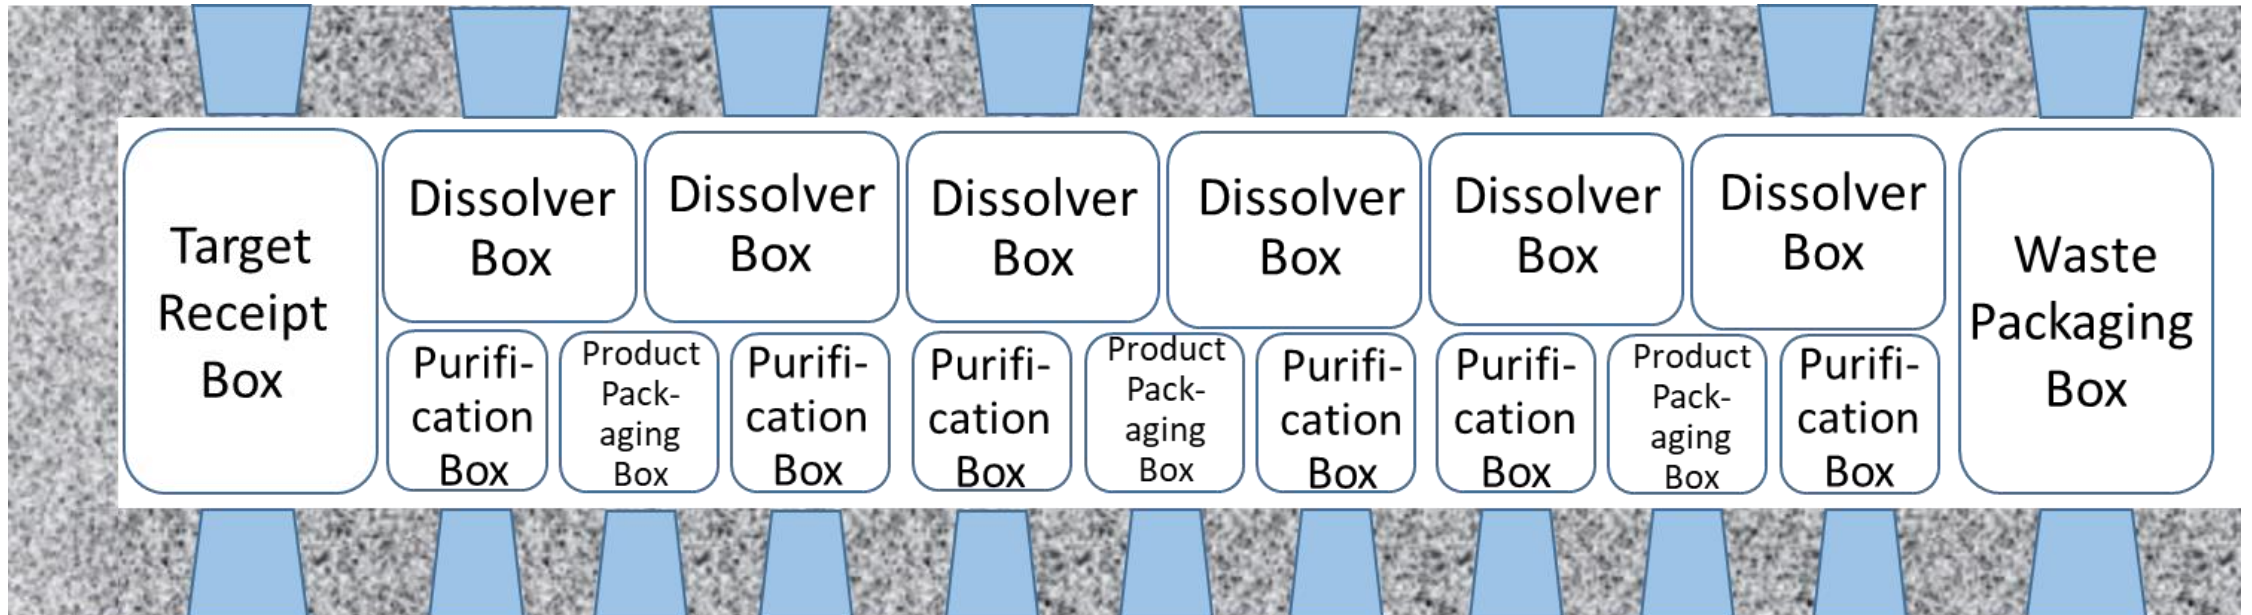 Target
Receipt
Box
Dissolver
Box
Dissolver
Box
Dissolver
Box
Dissolver
Box
Dissolver
Box
Dissolver
Box
Purifi-
cation
Box
Product
Pack-
aging
Box
Purifi-
cation
Box
Purifi-
cation
Box
Product
Pack-
aging
Box
Purifi-
cation
Box
Purifi-
cation
Box
Product
Pack-
aging
Box
Purifi-
cation
Box
Waste
Packaging
Box